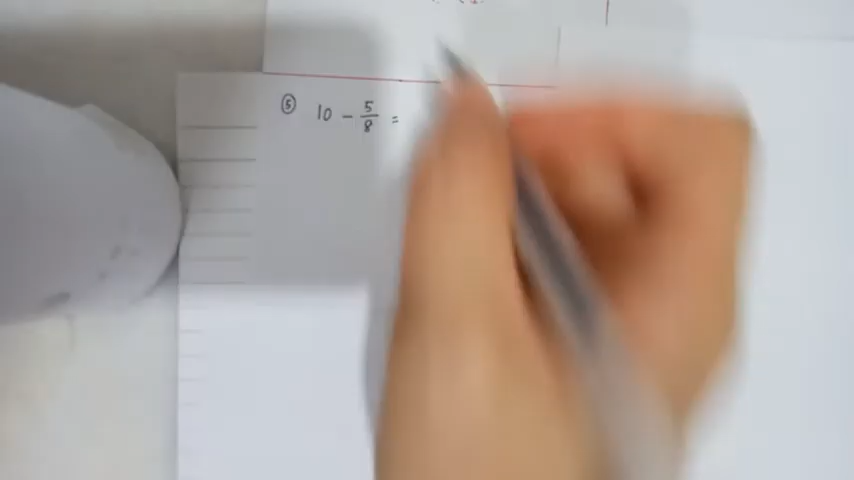 ⑤ 10 - 5/8 =